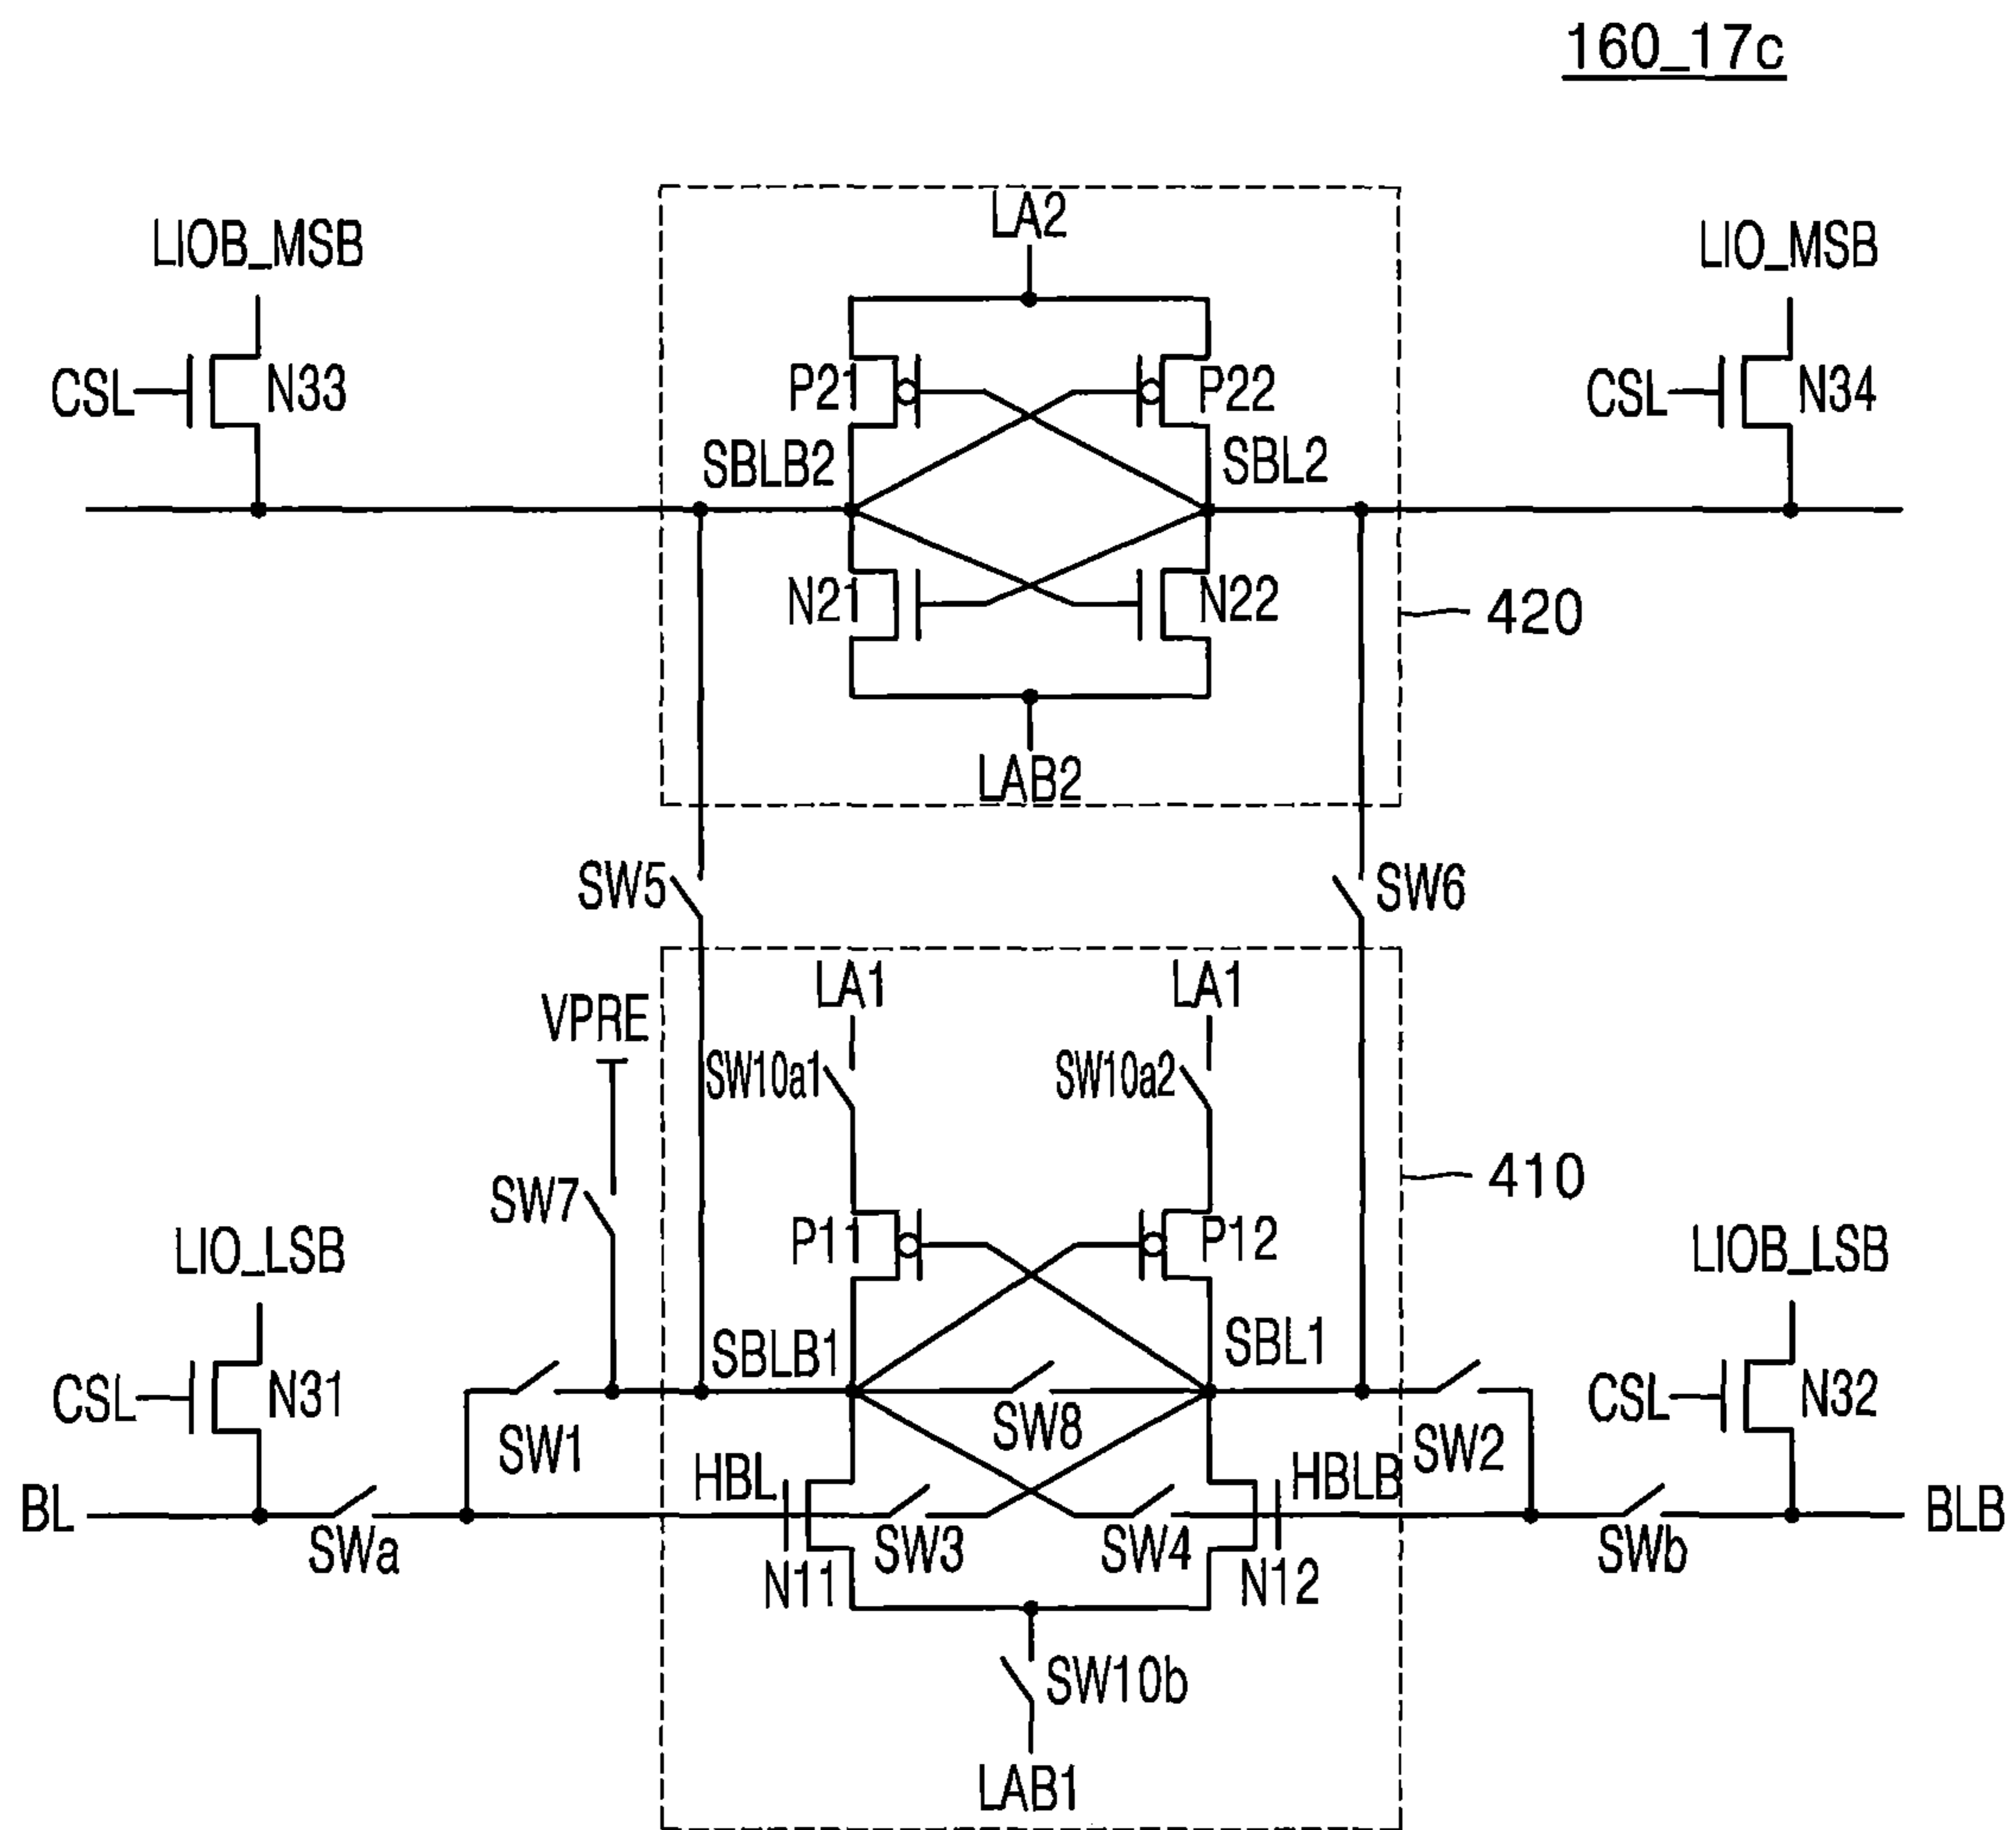 160_17c
LA2
LIOB_MSB
LIO_MSB
CSL
N33
P21
P22
CSL
N34
SBLB2
SBL2
N21
N22
420
LAB2
SW5
SW6
LA1
LA1
VPRE
SW10a1
SW10a2
410
SW7
P11
P12
LIO_LSB
LIOB_LSB
SBLB1
SBL1
CSL
N31
CSL
N32
SW1
SW8
SW2
HBL
HBLB
BL
BLB
SWa
SW3
SW4
SWb
N11
N12
SW10b
LAB1